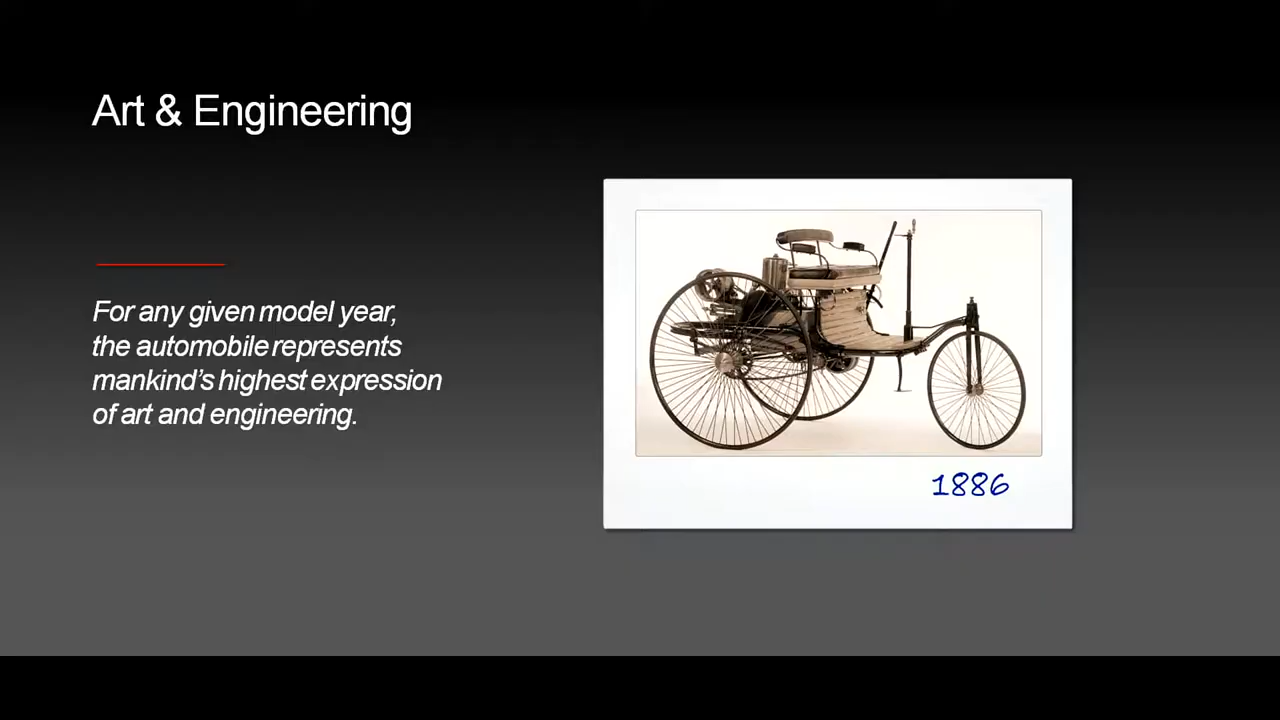 Art & Engineering
For any given model year,
the automobile represents
mankind's highest expression
of art and engineering.
1886